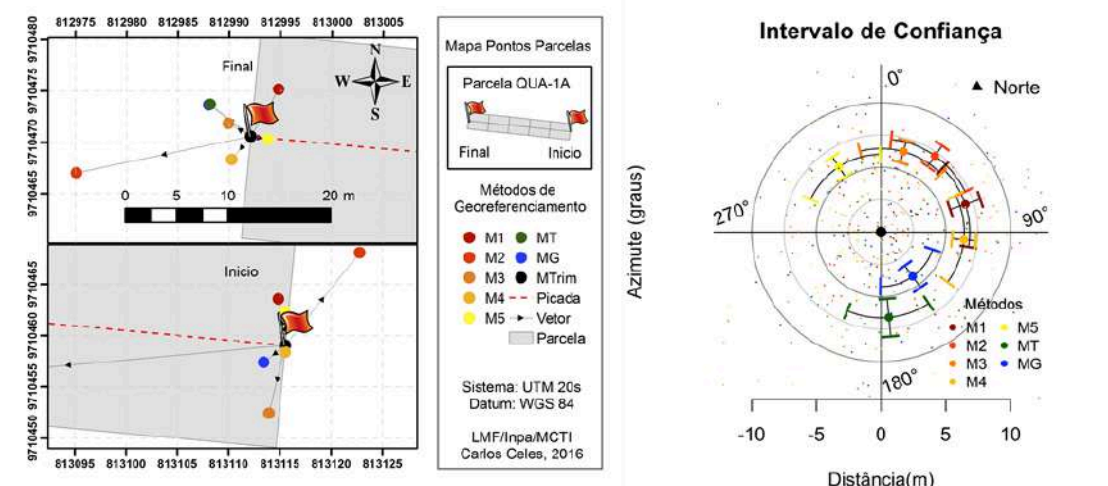 812975 812980 812985 812990 812995 813000 813005
9710480
9710475
9710470
9710465
Final
N
W E
S
0 5 10 20 m
9710465
9710460
9710455
9710450
Inicio
813095 813100 813105 813110 813115 813120 813125
Mapa Pontos Parcelas
Parcela QUA-1A
Final Inicio
Métodos de
Georeferenciamento
M1 MT
M2 MG
M3 MTrim
M4 Picada
M5 Vetor
Parcela
Sistema: UTM 20s
Datum: WGS 84
LMF/Inpa/MCTI
Carlos Celes, 2016
Intervalo de Confiança
Norte
0°
270°
90°
180°
Azimute (graus)
Métodos
M1 M5
M2 MT
M3 MG
M4
-10 -5 0 5 10
Distância(m)